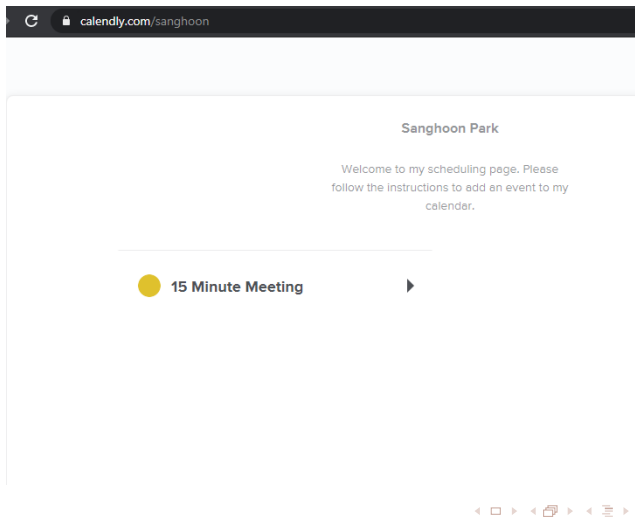 calendly.com/sanghoon
Sanghoon Park
Welcome to my scheduling page. Please
follow the instructions to add an event to my
calendar.
15 Minute Meeting